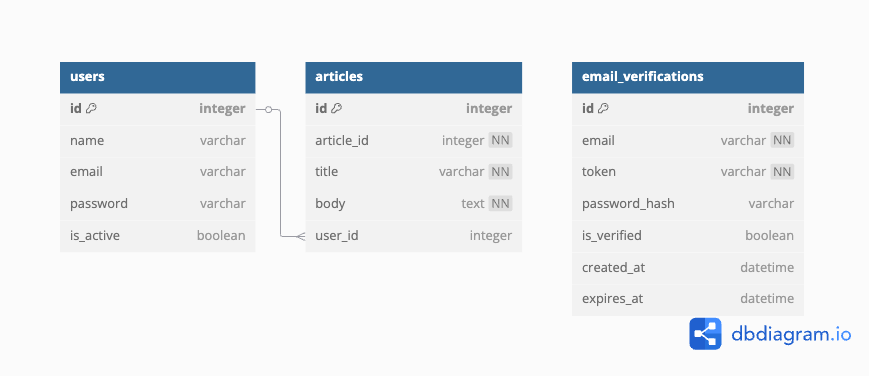 users
id integer
name varchar
email varchar
password varchar
is_active boolean
articles
id integer
article_id integer NN
title varchar NN
body text NN
user_id integer
email_verifications
id integer
email varchar NN
token varchar NN
password_hash varchar
is_verified boolean
created_at datetime
expires_at datetime
dbdiagram.io